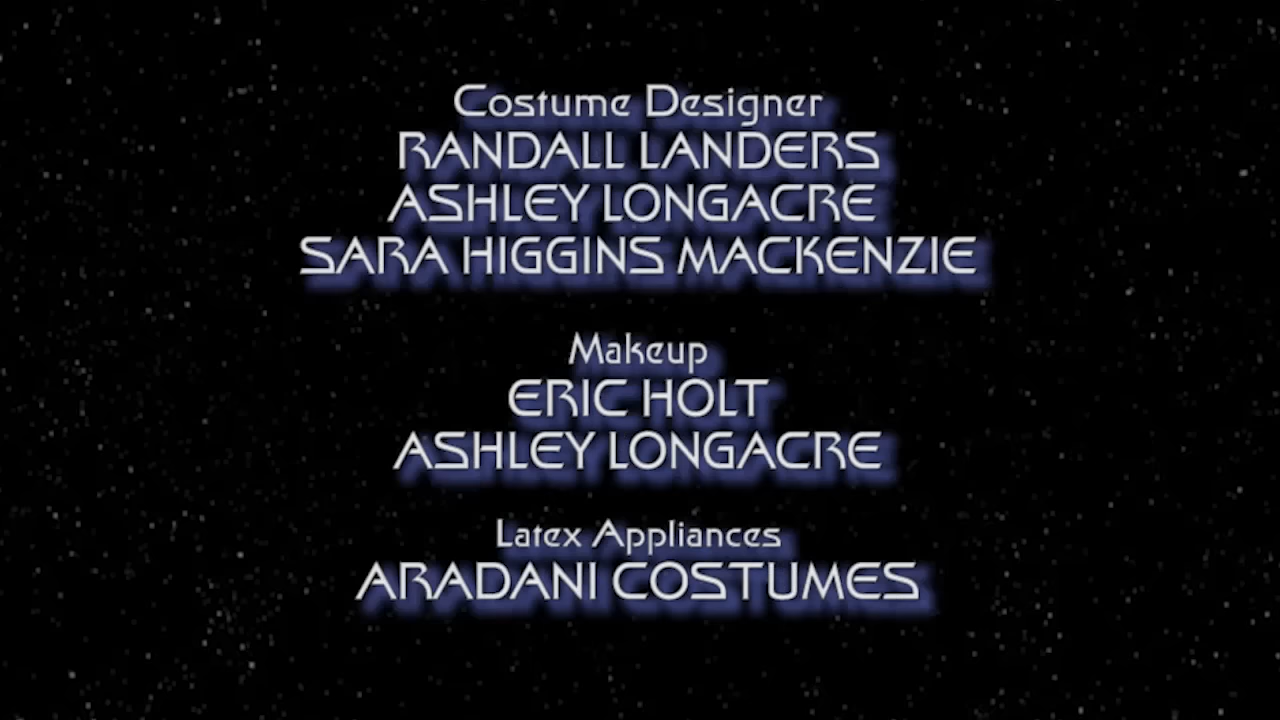 Costume Designer
RANDALL LANDERS
ASHLEY LONGACRE
SARA HIGGINS MACKENZIE
Makeup
ERIC HOLT
ASHLEY LONGACRE
Latex Appliances
ARADANI COSTUMES